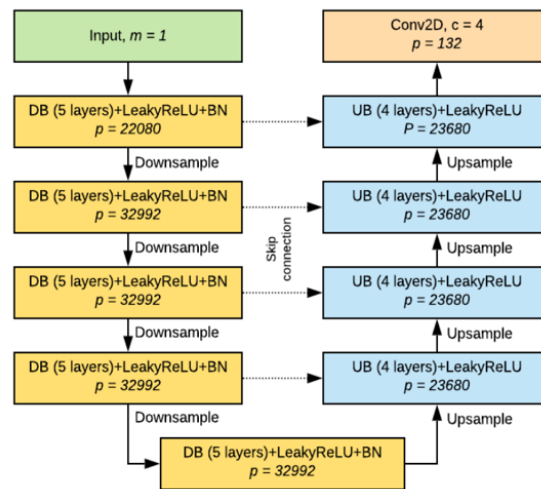 Input, m = 1
DB (5 layers)+LeakyReLU+BN
p = 22080
Downsample
DB (5 layers)+LeakyReLU+BN
p = 32992
Downsample
DB (5 layers)+LeakyReLU+BN
p = 32992
Downsample
DB (5 layers)+LeakyReLU+BN
p = 32992
Downsample
DB (5 layers)+LeakyReLU+BN
p = 32992
Skip
connection
Conv2D, c = 4
p = 132
UB (4 layers)+LeakyReLU
P = 23680
Upsample
UB (4 layers)+LeakyReLU
p = 23680
Upsample
UB (4 layers)+LeakyReLU
p = 23680
Upsample
UB (4 layers)+LeakyReLU
p = 23680
Upsample